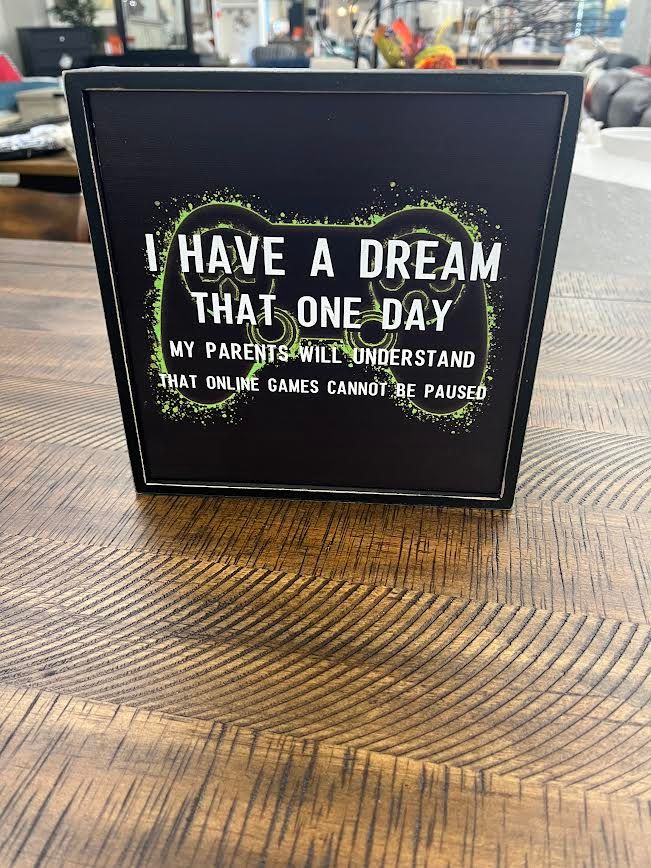 I HAVE A DREAM
THAT ONE DAY
MY PARENTS WILL UNDERSTAND
THAT ONLINE GAMES CANNOT BE PAUSED